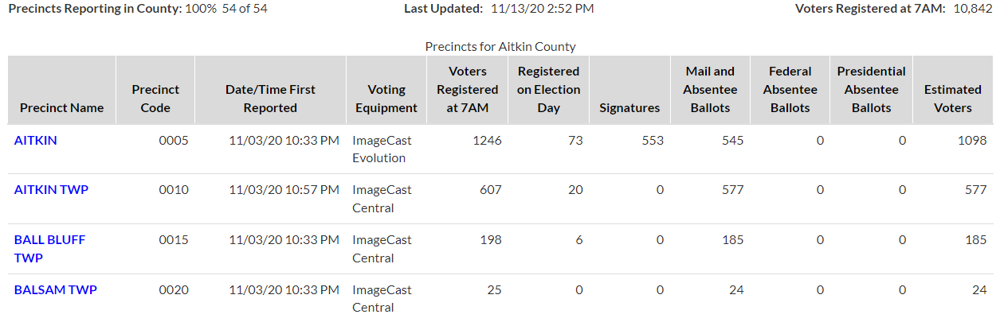 Precincts Reporting in County: 100% 54 of 54 Last Updated: 11/13/20 2:52 PM Voters Registered at 7AM: 10,842
Precincts for Aitkin County
Precinct Name Precinct Code Date/Time First Reported Voting Equipment Voters Registered at 7AM Registered on Election Day Signatures Mail and Absentee Ballots Federal Absentee Ballots Presidential Absentee Ballots Estimated Voters
AITKIN 0005 11/03/20 10:33 PM ImageCast Evolution 1246 73 553 545 0 0 1098
AITKIN TWP 0010 11/03/20 10:57 PM ImageCast Central 607 20 0 577 0 0 577
BALL BLUFF TWP 0015 11/03/20 10:33 PM ImageCast Central 198 6 0 185 0 0 185
BALSAM TWP 0020 11/03/20 10:33 PM ImageCast Central 25 0 0 24 0 0 24